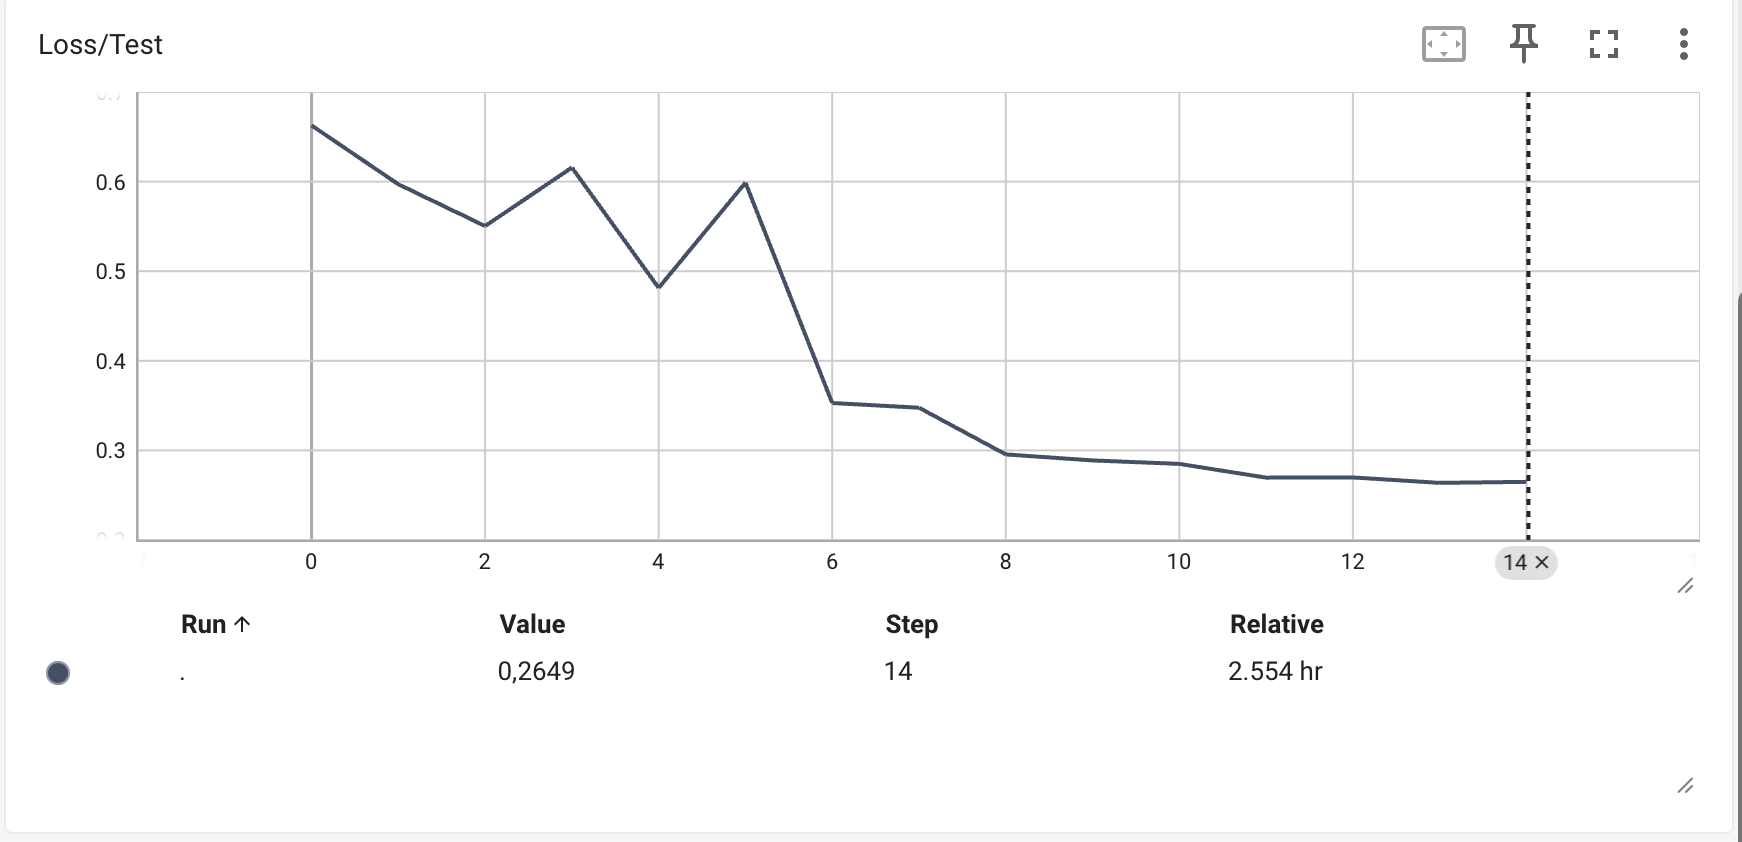 Loss/Test
0.6
0.5
0.4
0.3
0 2 4 6 8 10 12 14 ×
Run ↑ Value Step Relative
. 0,2649 14 2.554 hr